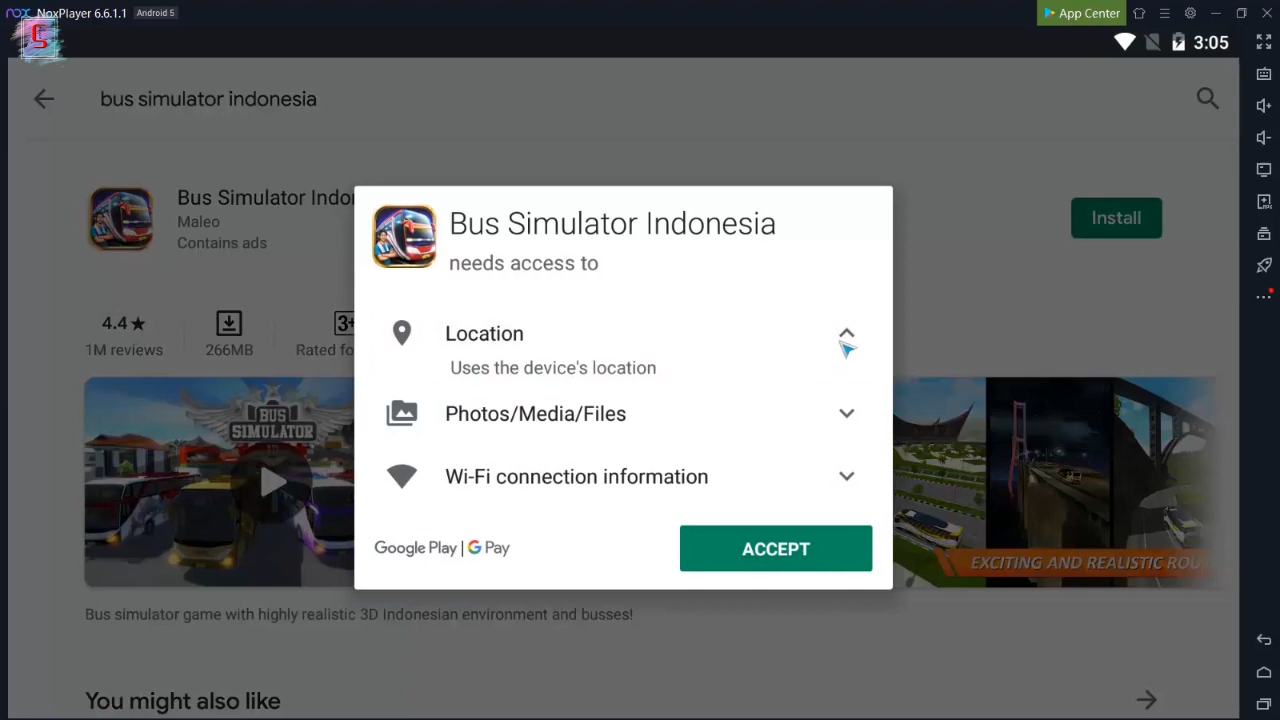 nox NoxPlayer 6.6.1.1 Android 5
App Center
3:05
bus simulator indonesia
Bus Simulator Indo
Maleo
Contains ads
Install
4.4★
1M reviews
266MB
3+
Rated fo
Bus Simulator Indonesia
needs access to
Location
Uses the device's location
Photos/Media/Files
Wi-Fi connection information
Google Play | G Pay
ACCEPT
BUS
SIMULATOR
EXCITING AND REALISTIC ROU
Bus simulator game with highly realistic 3D Indonesian environment and busses!
You might also like